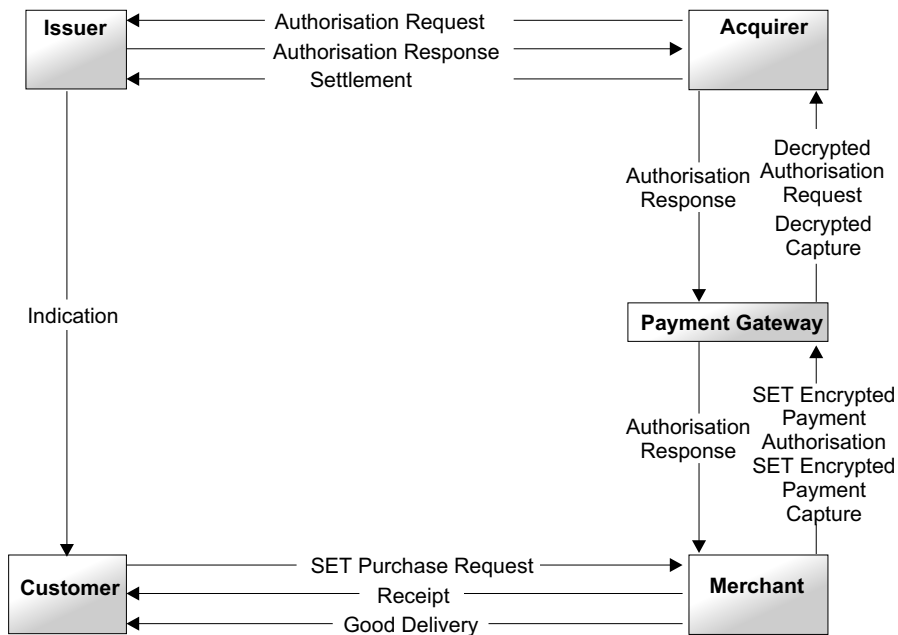 Issuer
Authorisation Request
Acquirer
Authorisation Response
Settlement
Authorisation
Response
Decrypted
Authorisation
Request
Decrypted
Capture
Indication
Payment Gateway
Authorisation
Response
SET Encrypted
Payment
Authorisation
SET Encrypted
Payment
Capture
Customer
SET Purchase Request
Receipt
Good Delivery
Merchant